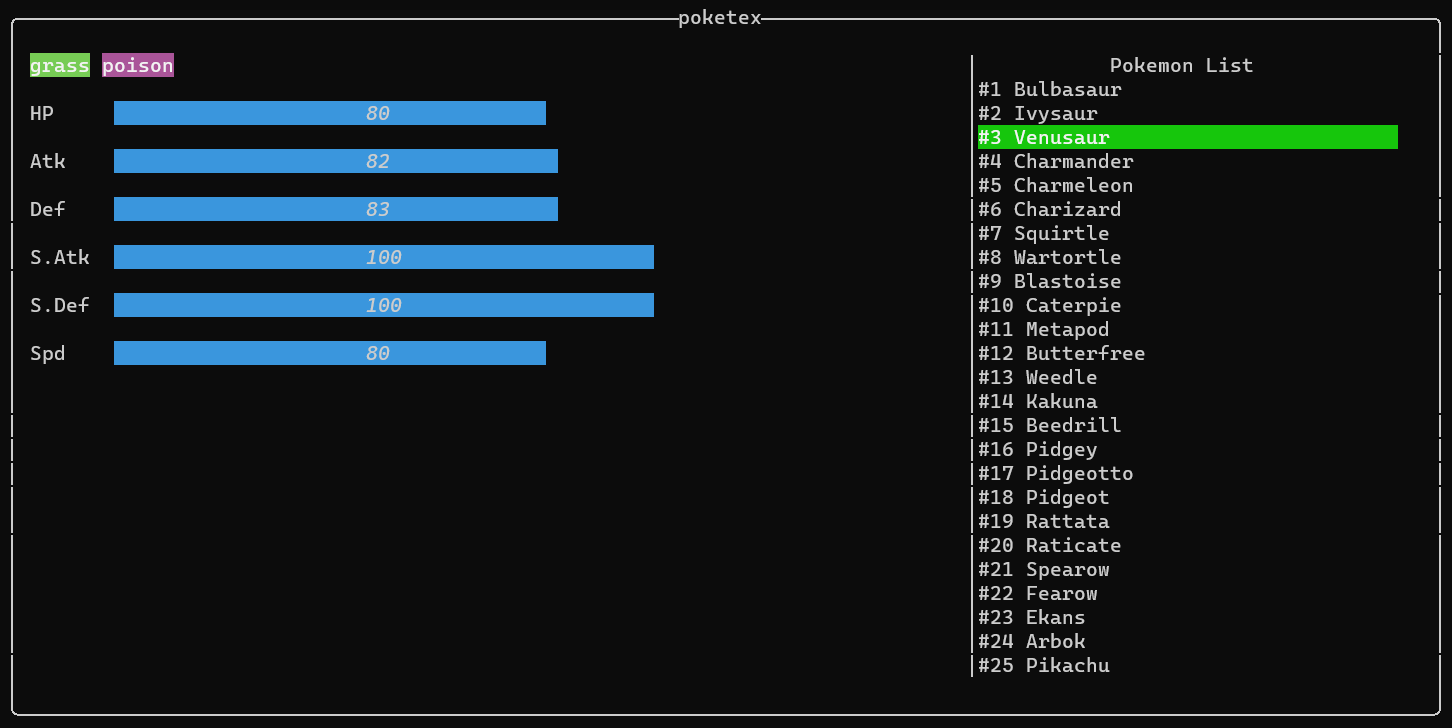 poketex
grass poison
HP 80
Atk 82
Def 83
S.Atk 100
S.Def 100
Spd 80
Pokemon List
#1 Bulbasaur
#2 Ivysaur
#3 Venusaur
#4 Charmander
#5 Charmeleon
#6 Charizard
#7 Squirtle
#8 Wartortle
#9 Blastoise
#10 Caterpie
#11 Metapod
#12 Butterfree
#13 Weedle
#14 Kakuna
#15 Beedrill
#16 Pidgey
#17 Pidgeotto
#18 Pidgeot
#19 Rattata
#20 Raticate
#21 Spearow
#22 Fearow
#23 Ekans
#24 Arbok
#25 Pikachu